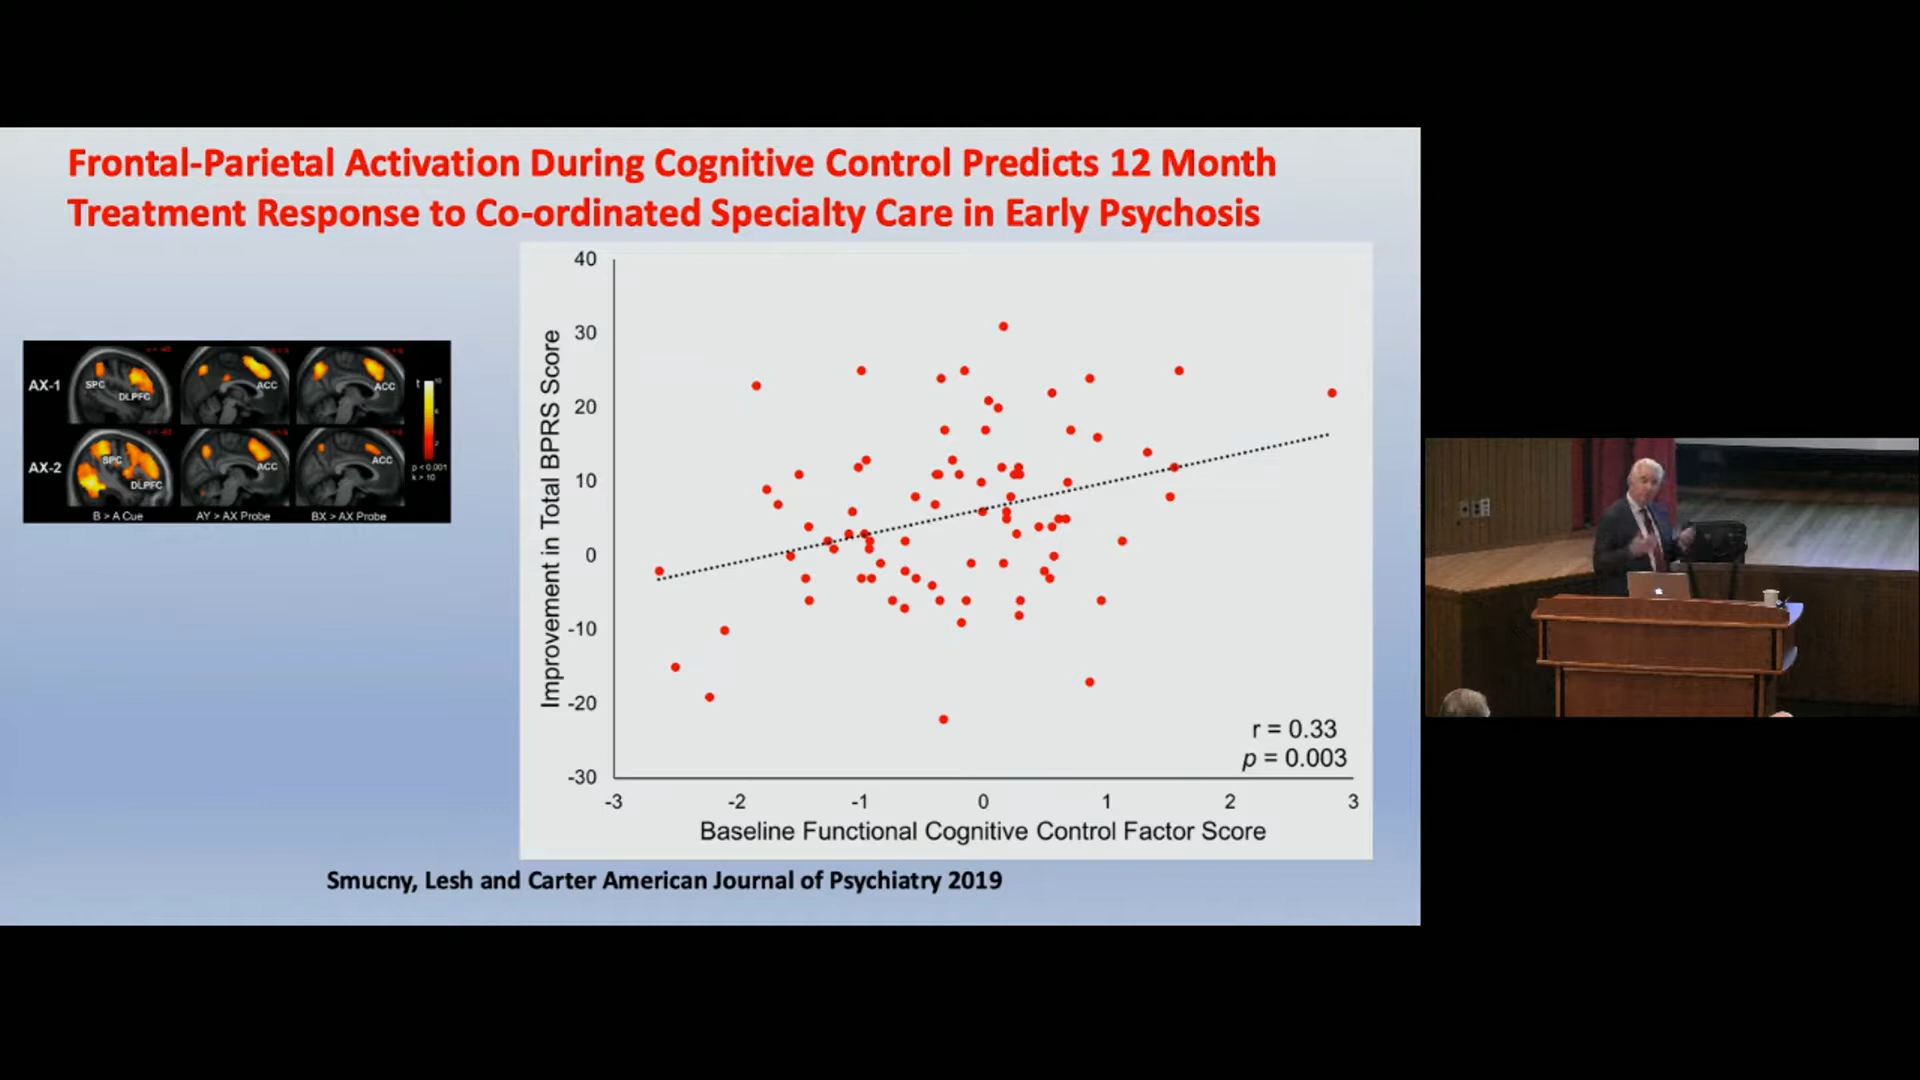 Frontal-Parietal Activation During Cognitive Control Predicts 12 Month
Treatment Response to Co-ordinated Specialty Care in Early Psychosis
AX-1
SPC
DLPFC
ACC
ACC
t
AX-2
SPC
DLPFC
ACC
ACC
p < 0.001
k > 10
B > A Cue
AY > AX Probe
BX > AX Probe
Improvement in Total BPRS Score
40
30
20
10
0
-10
-20
-30
-3
-2
-1
0
1
2
3
r = 0.33
p = 0.003
Baseline Functional Cognitive Control Factor Score
Smucny, Lesh and Carter American Journal of Psychiatry 2019